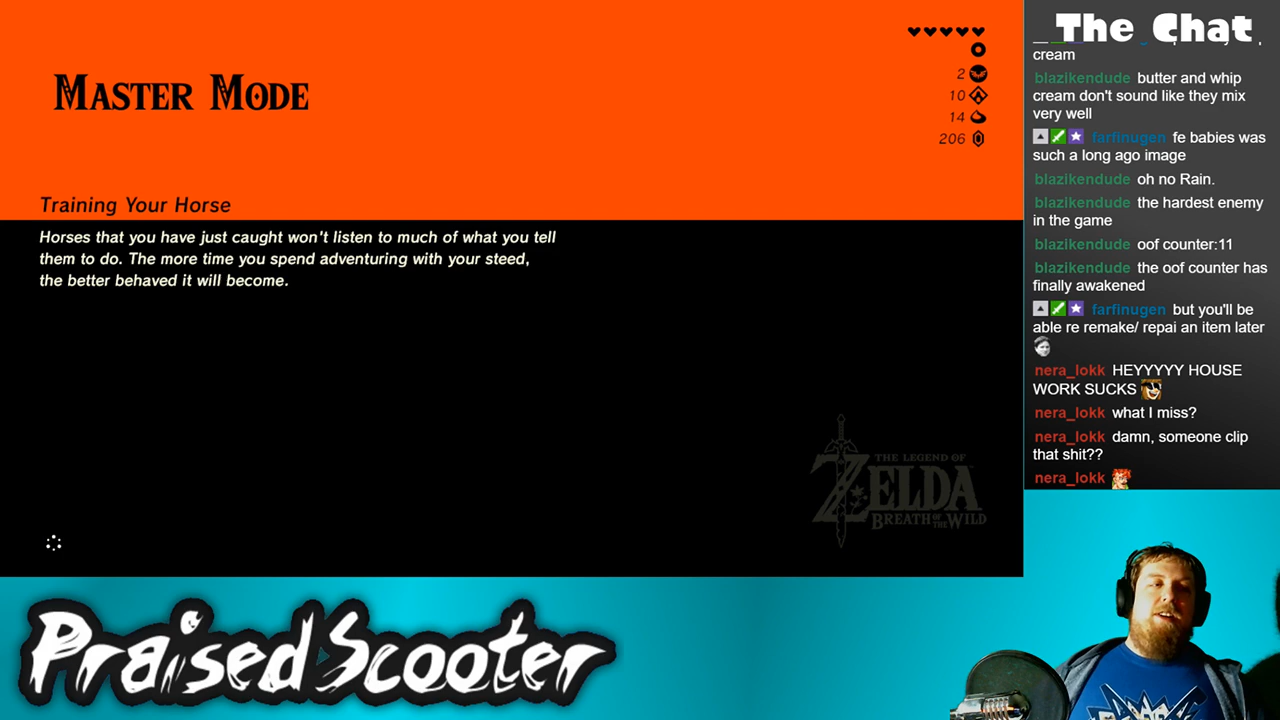 Master Mode
2
10
14
206
Training Your Horse
Horses that you have just caught won't listen to much of what you tell
them to do. The more time you spend adventuring with your steed,
the better behaved it will become.
THE LEGEND OF
ZELDA
BREATH OF THE WILD
PraisedScooter
The Chat
cream
blazikendude butter and whip
cream don't sound like they mix
very well
farfinugen fe babies was
such a long ago image
blazikendude oh no Rain.
blazikendude the hardest enemy
in the game
blazikendude oof counter:11
blazikendude the oof counter has
finally awakened
farfinugen but you'll be
able re remake/ repai an item later
nera_lokk HEYYYYY HOUSE
WORK SUCKS
nera_lokk what I miss?
nera_lokk damn, someone clip
that shit??
nera_lokk